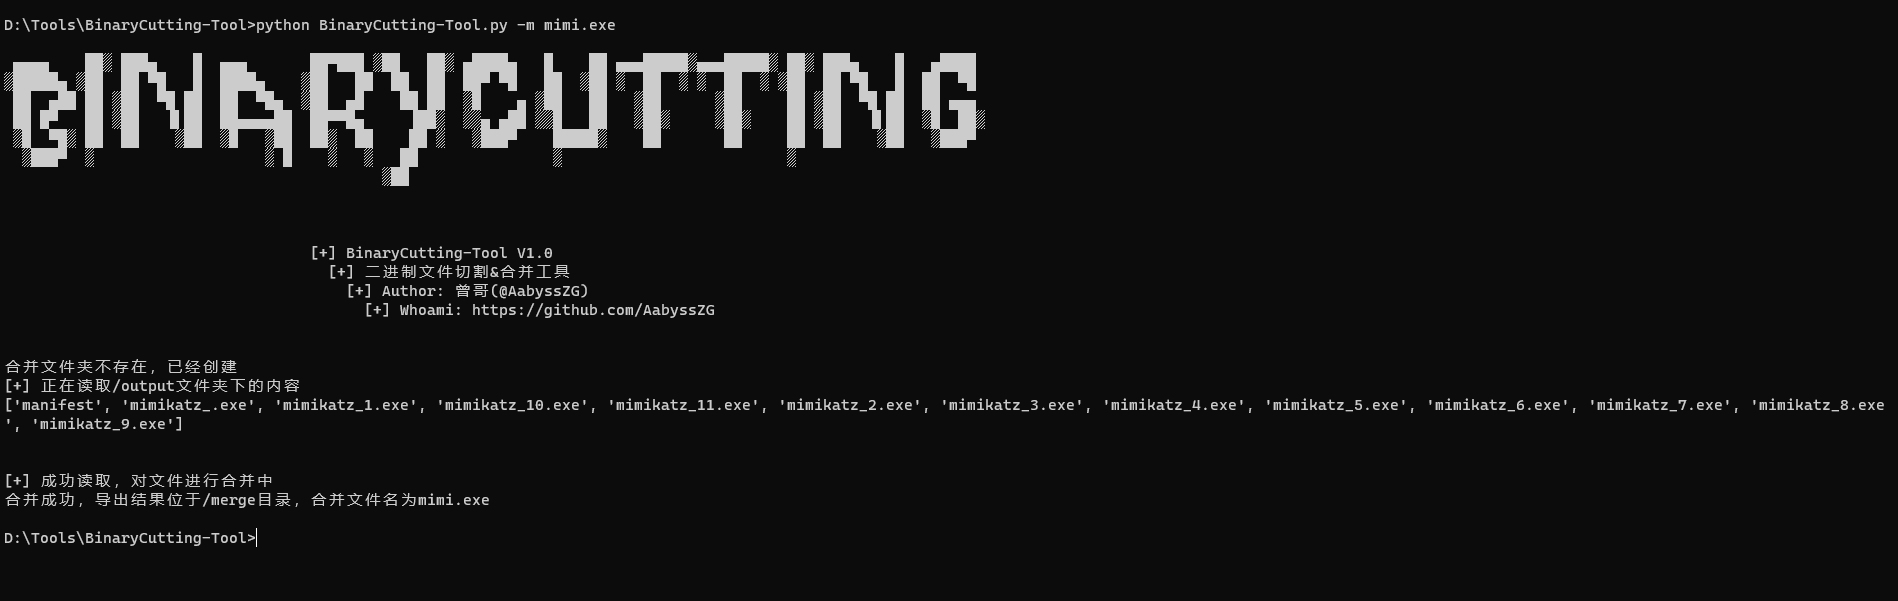 D:\Tools\BinaryCutting-Tool>python BinaryCutting-Tool.py -m mimi.exe
BINARYCUTTING
[+] BinaryCutting-Tool V1.0
[+] 二进制文件切割&合并工具
[+] Author: 曾哥(@AabyssZG)
[+] Whoami: https://github.com/AabyssZG
合并文件夹不存在，已经创建
[+] 正在读取/output文件夹下的内容
['manifest', 'mimikatz_.exe', 'mimikatz_1.exe', 'mimikatz_10.exe', 'mimikatz_11.exe', 'mimikatz_2.exe', 'mimikatz_3.exe', 'mimikatz_4.exe', 'mimikatz_5.exe', 'mimikatz_6.exe', 'mimikatz_7.exe', 'mimikatz_8.exe
', 'mimikatz_9.exe']
[+] 成功读取，对文件进行合并中
合并成功，导出结果位于/merge目录，合并文件名为mimi.exe
D:\Tools\BinaryCutting-Tool>